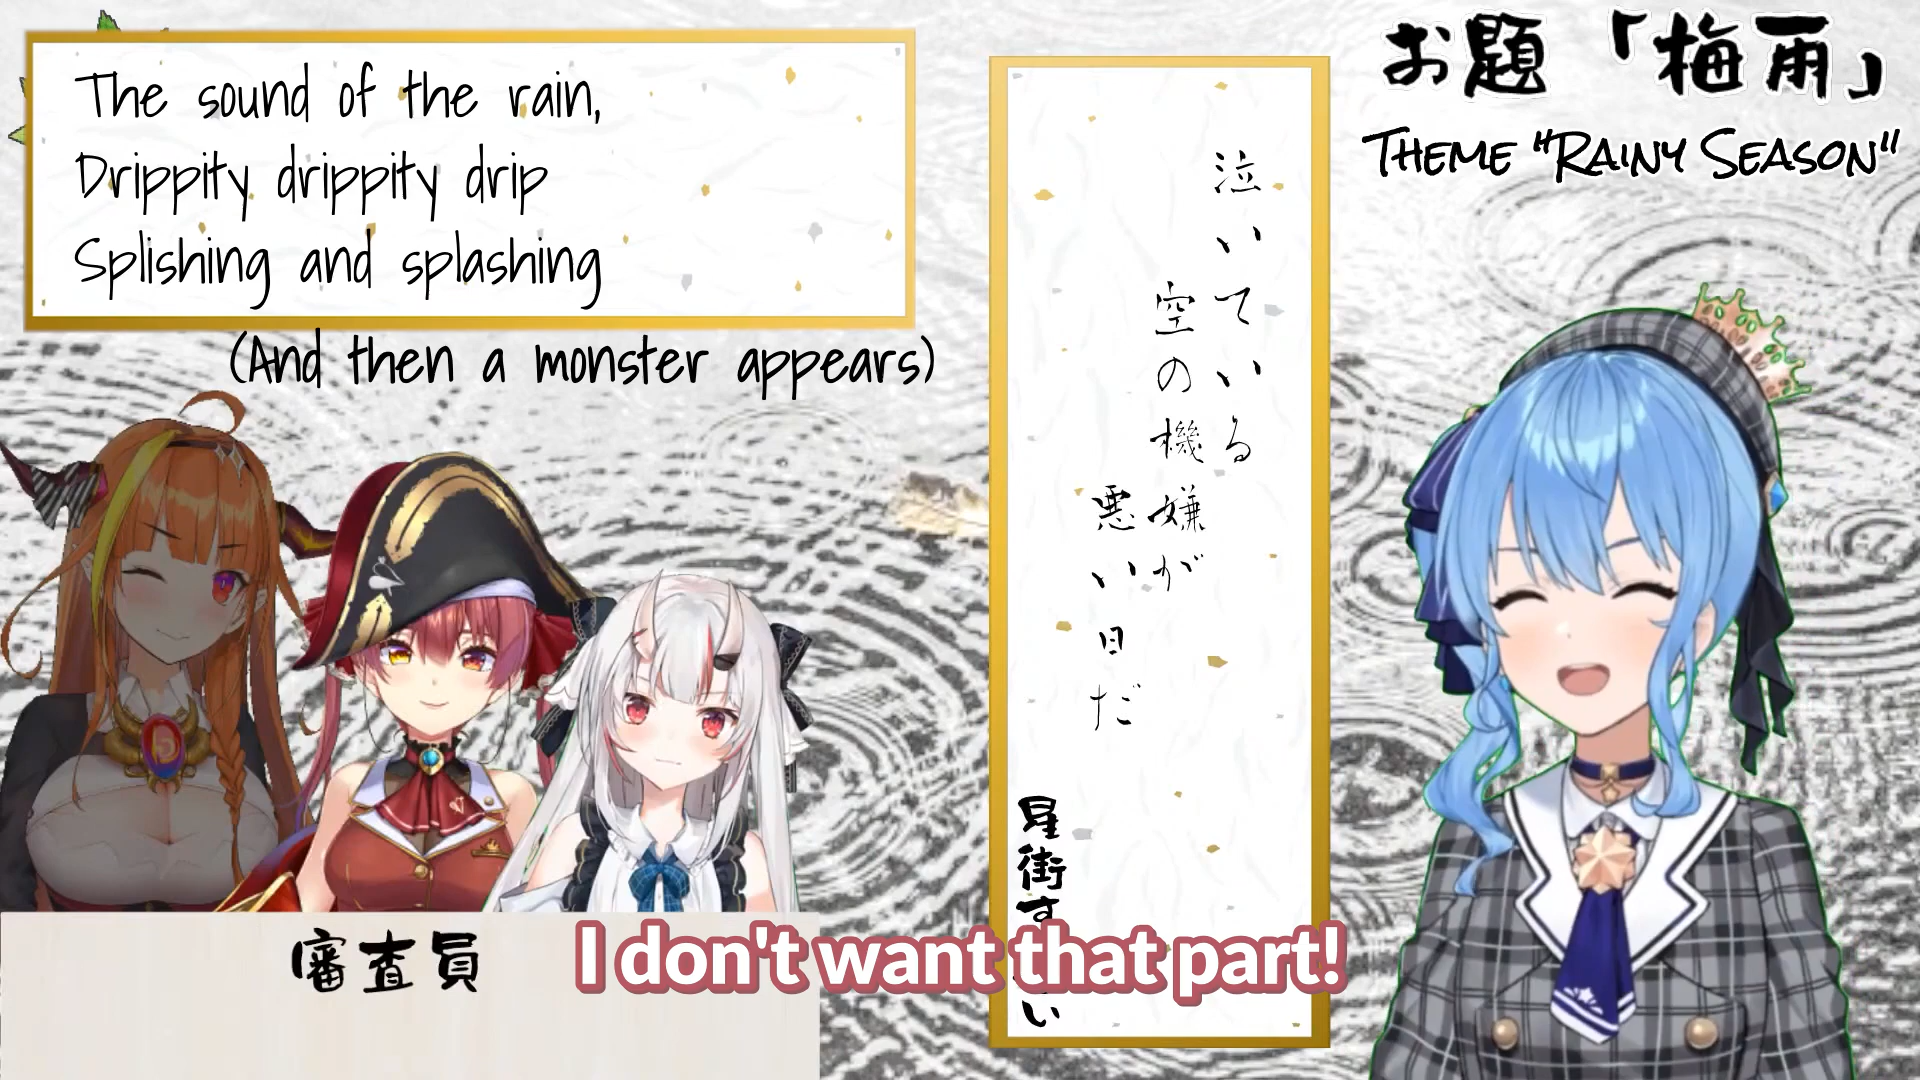 The sound of the rain,
Drippity drippity drip
Splishing and splashing
(And then a monster appears)
お題「梅雨」
THEME "RAINY SEASON"
泣いている
空の機嫌が
悪い日だ
星街す い
審査員
I don't want that part!